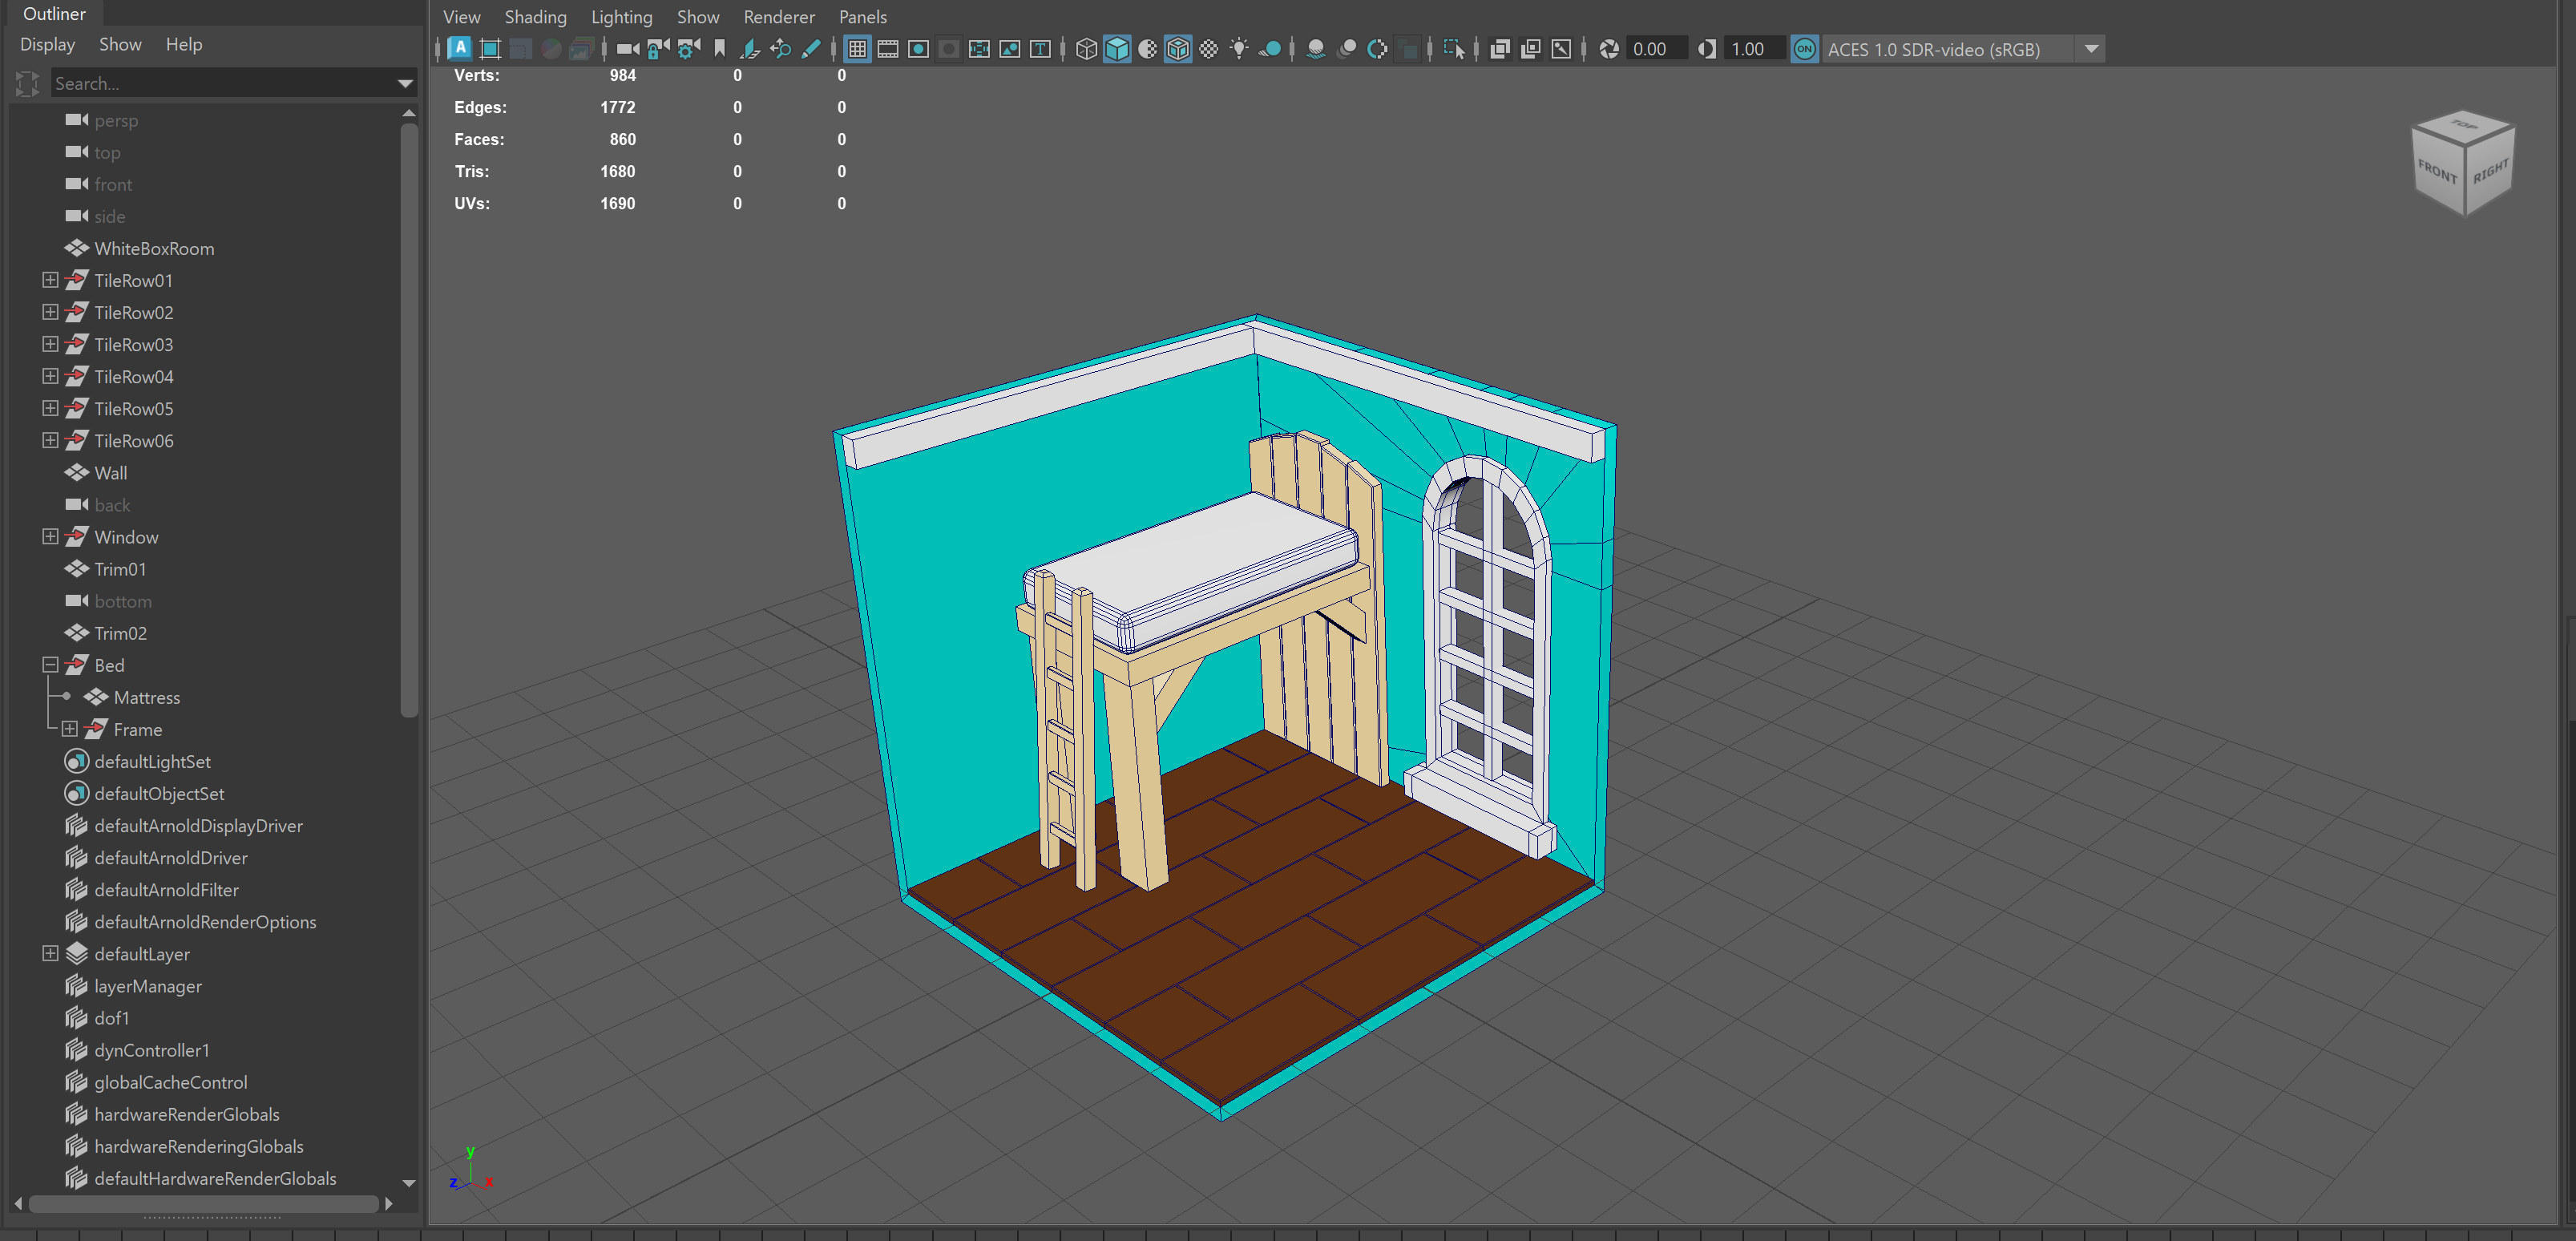 Outliner
Display Show Help
Search...
persp
top
front
side
WhiteBoxRoom
TileRow01
TileRow02
TileRow03
TileRow04
TileRow05
TileRow06
Wall
back
Window
Trim01
bottom
Trim02
Bed
Mattress
Frame
defaultLightSet
defaultObjectSet
defaultArnoldDisplayDriver
defaultArnoldDriver
defaultArnoldFilter
defaultArnoldRenderOptions
defaultLayer
layerManager
dof1
dynController1
globalCacheControl
hardwareRenderGlobals
hardwareRenderingGlobals
defaultHardwareRenderGlobals
View Shading Lighting Show Renderer Panels
A T 0.00 1.00 ON ACES 1.0 SDR-video (sRGB)
Verts: 984 0 0
Edges: 1772 0 0
Faces: 860 0 0
Tris: 1680 0 0
UVs: 1690 0 0
TOP
FRONT RIGHT
y
z x